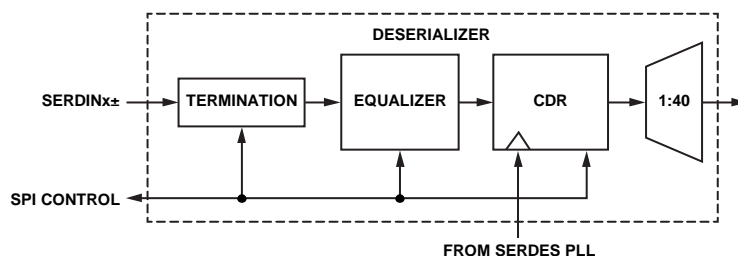 DESERIALIZER
SERDINx±
TERMINATION
EQUALIZER
CDR
1:40
SPI CONTROL
FROM SERDES PLL